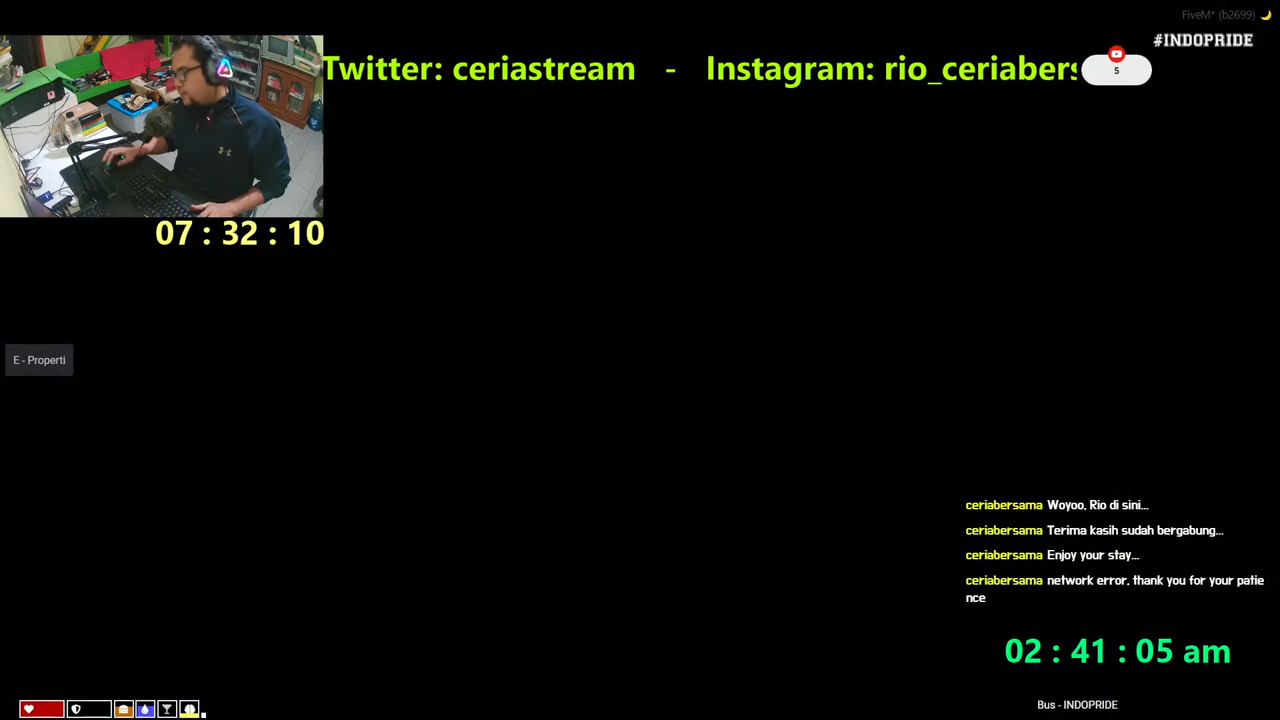 FiveM* (b2699)
#INDOPRIDE
Twitter: ceriastream - Instagram: rio_ceriabers
5
07 : 32 : 10
E - Properti
ceriabersama Woyoo, Rio di sini...
ceriabersama Terima kasih sudah bergabung...
ceriabersama Enjoy your stay...
ceriabersama network error, thank you for your patie
nce
02 : 41 : 05 am
Bus - INDOPRIDE